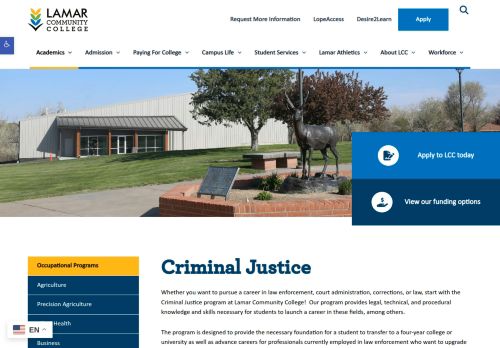 LAMAR
COMMUNITY
COLLEGE
Request More Information
LopeAccess
Desire2Learn
Apply
Academics
Admission
Paying For College
Campus Life
Student Services
Lamar Athletics
About LCC
Workforce
Apply to LCC today
View our funding options
Occupational Programs
Agriculture
Precision Agriculture
Health
Business
EN
Criminal Justice
Whether you want to pursue a career in law enforcement, court administration, corrections, or law, start with the
Criminal Justice program at Lamar Community College! Our program provides legal, technical, and procedural
knowledge and skills necessary for students to launch a career in these fields, among others.
The program is designed to provide the necessary foundation for a student to transfer to a four-year college or
university as well as advance careers for professionals currently employed in law enforcement who want to upgrade